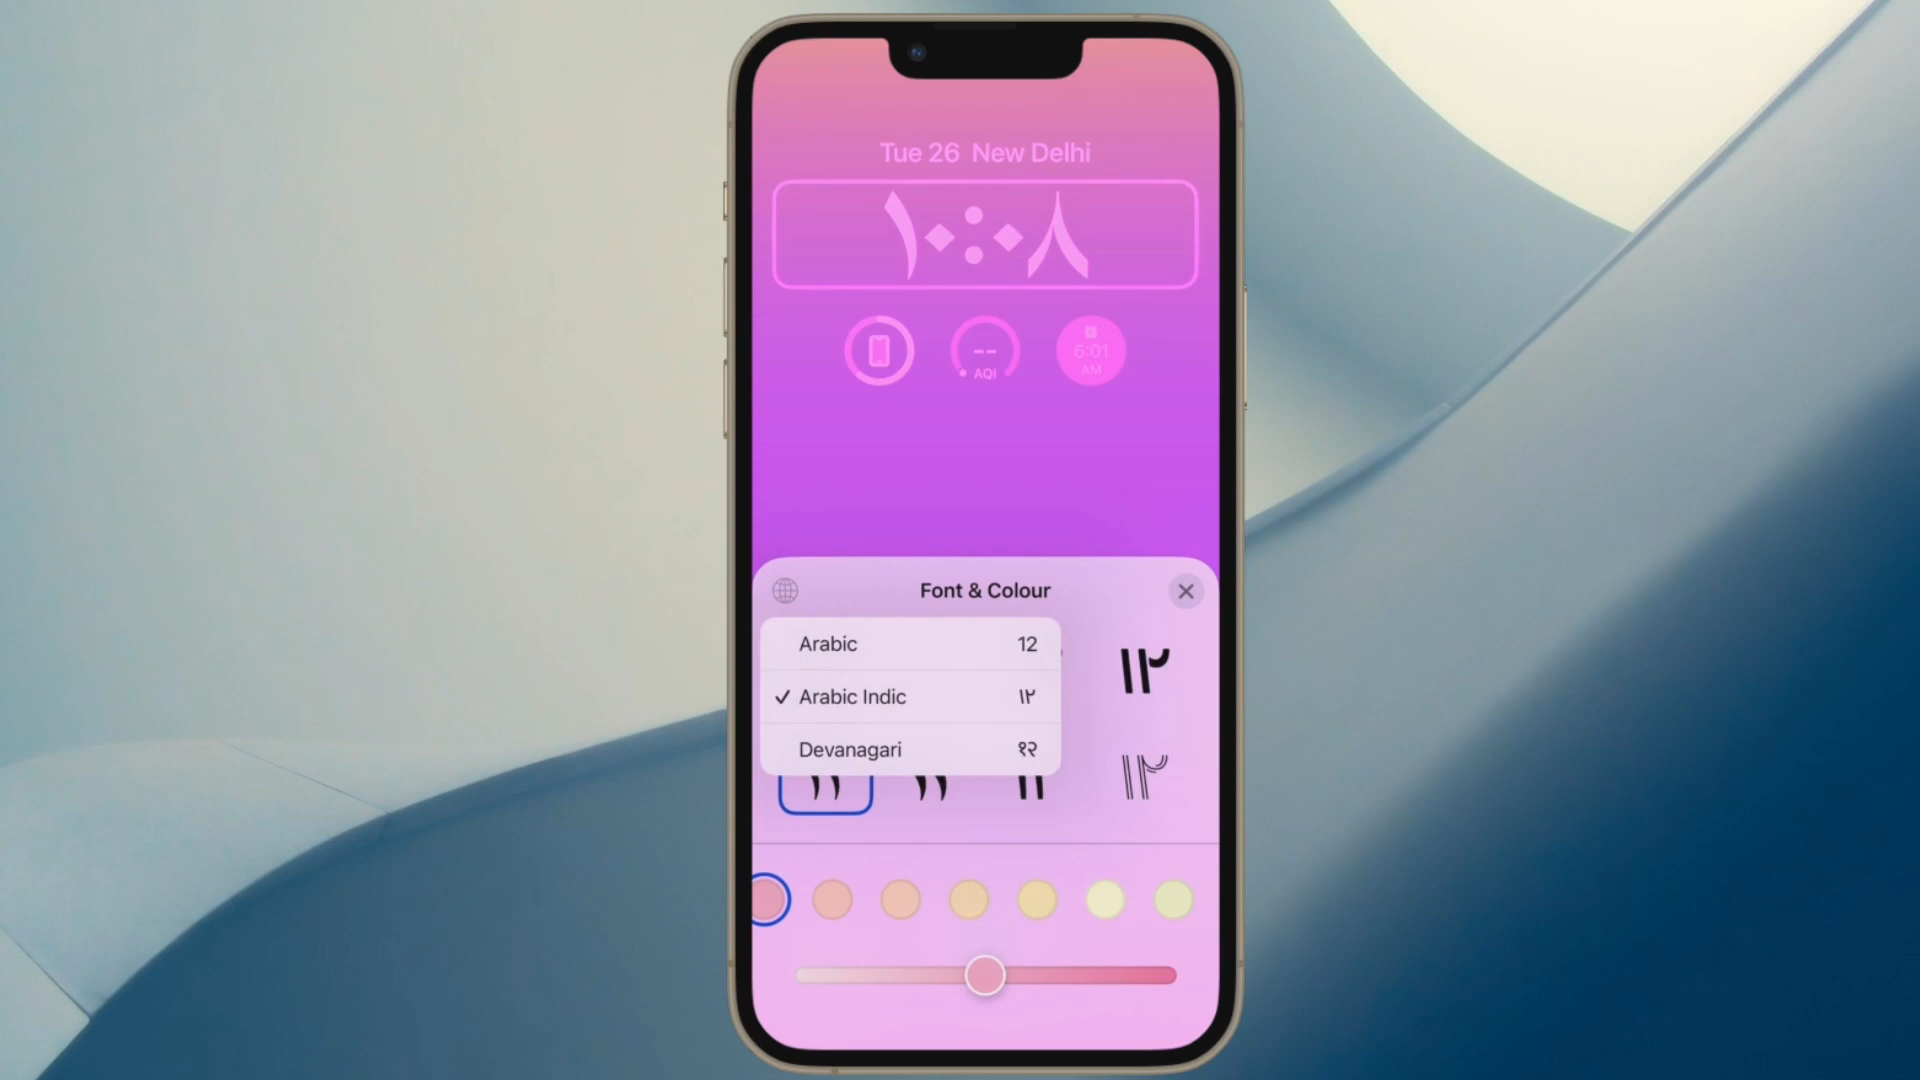 Tue 26 New Delhi
١٠:٠٨
--
AQI
6:01
AM
Font & Colour
Arabic 12
Arabic Indic ١٢
Devanagari १२
١٢
١٢